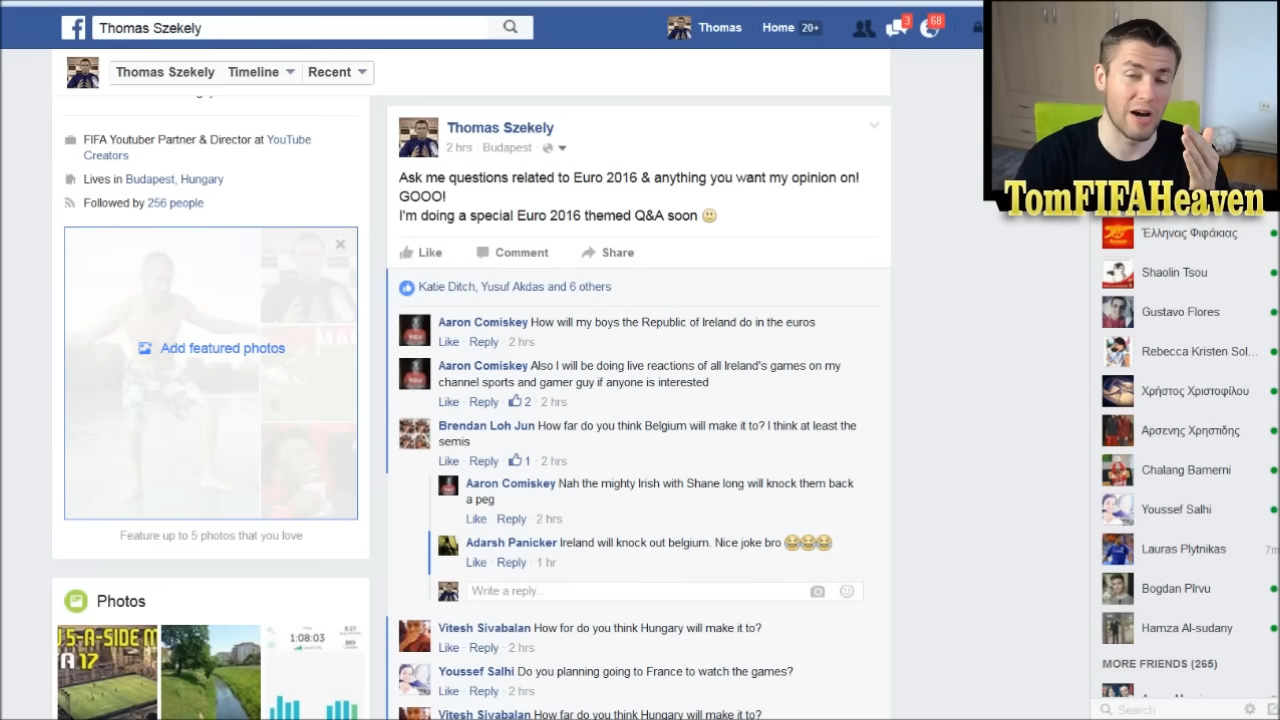 Thomas Szekely
Thomas
Home 20+
3
68
Thomas Szekely Timeline Recent
FIFA Youtuber Partner & Director at YouTube
Creators
Lives in Budapest, Hungary
Followed by 256 people
Add featured photos
Feature up to 5 photos that you love
Photos
1:08:03
Thomas Szekely
2 hrs · Budapest ·
Ask me questions related to Euro 2016 & anything you want my opinion on!
GOOO!
I'm doing a special Euro 2016 themed Q&A soon
Like Comment Share
Katie Ditch, Yusuf Akdas and 6 others
Aaron Comiskey How will my boys the Republic of Ireland do in the euros
Like · Reply · 2 hrs
Aaron Comiskey Also I will be doing live reactions of all Ireland's games on my
channel sports and gamer guy if anyone is interested
Like · Reply · 2 · 2 hrs
Brendan Loh Jun How far do you think Belgium will make it to? I think at least the
semis
Like · Reply · 1 · 2 hrs
Aaron Comiskey Nah the mighty Irish with Shane long will knock them back
a peg
Like · Reply · 2 hrs
Adarsh Panicker Ireland will knock out belgium. Nice joke bro
Like · Reply · 1 hr
Write a reply...
Vitesh Sivabalan How for do you think Hungary will make it to?
Like · Reply · 2 hrs
Youssef Salhi Do you planning going to France to watch the games?
Like · Reply · 2 hrs
Vitesh Sivabalan How far do you think Hungary will make it to?
TomFIFAHeaven
Έλληνας Φιφάκιας
Shaolin Tsou
Gustavo Flores
Rebecca Kristen Sol...
Χρήστος Χριστοφίλου
Αρσενης Χρηστιδης
Chalang Bamerni
Youssef Salhi
Lauras Plytnikas 7m
Bogdan Pirvu
Hamza Al-sudany
MORE FRIENDS (265)
Search